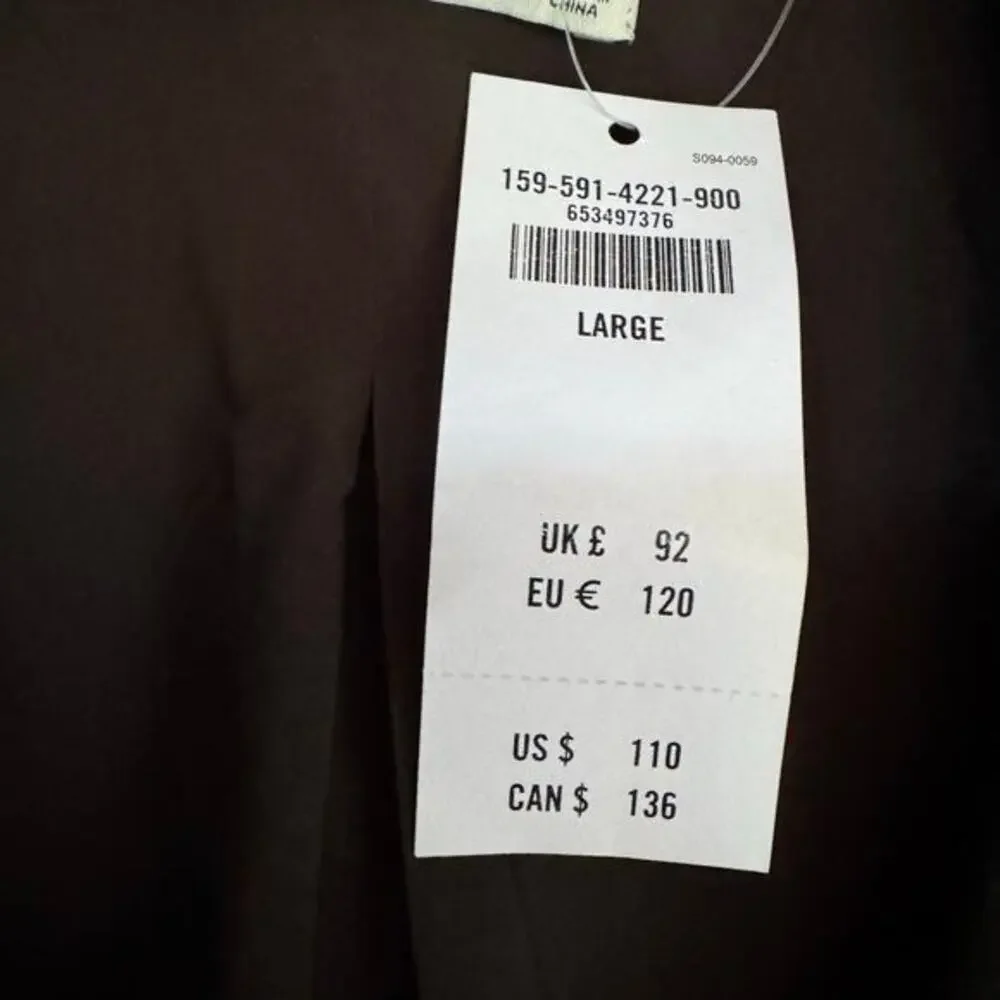 CHINA
S094-0059
159-591-4221-900
653497376
LARGE
UK £ 92
EU € 120
US $ 110
CAN $ 136